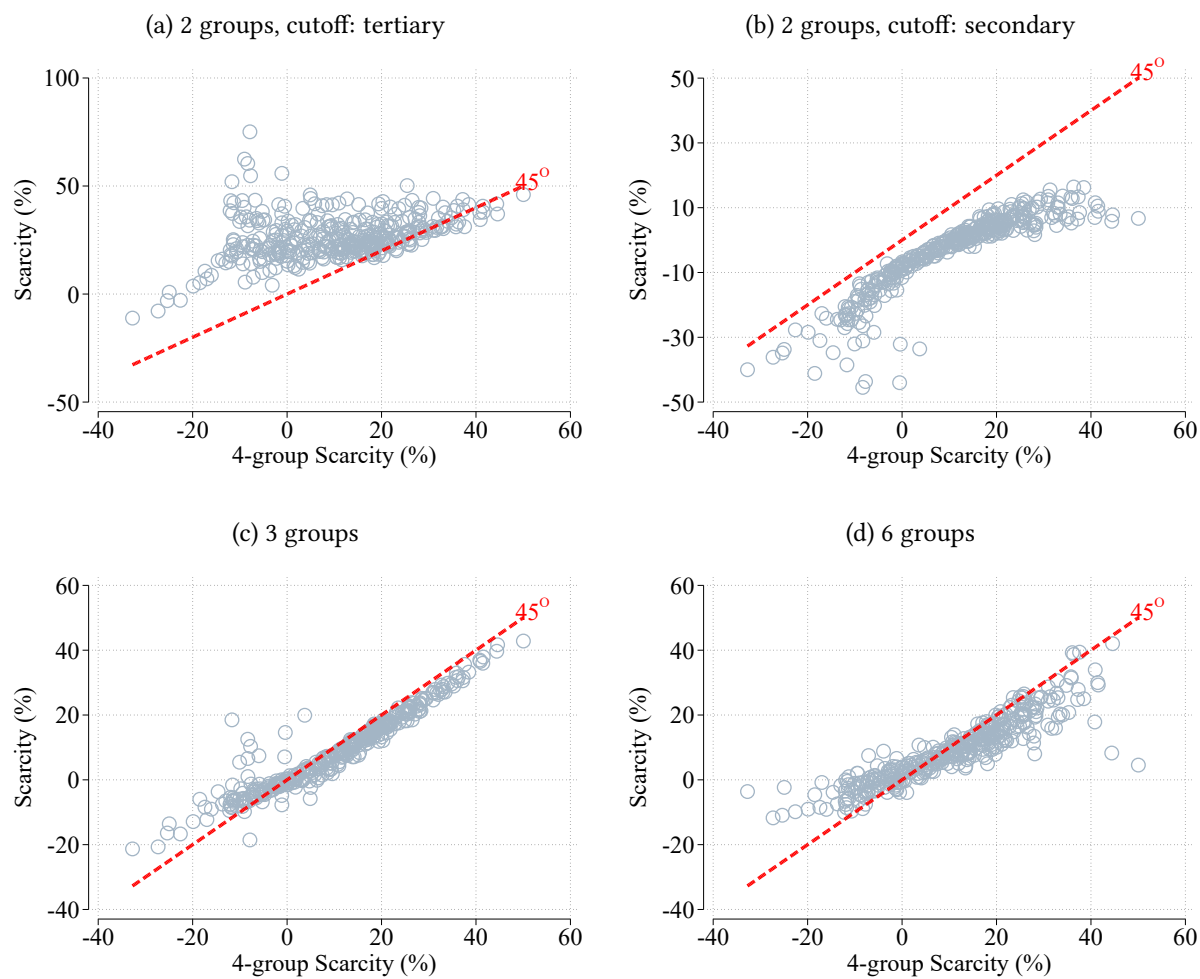 (a) 2 groups, cutoff: tertiary
100
50
0
-50
Scarcity (%)
45°
-40 -20 0 20 40 60
4-group Scarcity (%)
(b) 2 groups, cutoff: secondary
50
30
10
-10
-30
-50
Scarcity (%)
45°
-40 -20 0 20 40 60
4-group Scarcity (%)
(c) 3 groups
60
40
20
0
-20
-40
Scarcity (%)
45°
-40 -20 0 20 40 60
4-group Scarcity (%)
(d) 6 groups
60
40
20
0
-20
-40
Scarcity (%)
45°
-40 -20 0 20 40 60
4-group Scarcity (%)